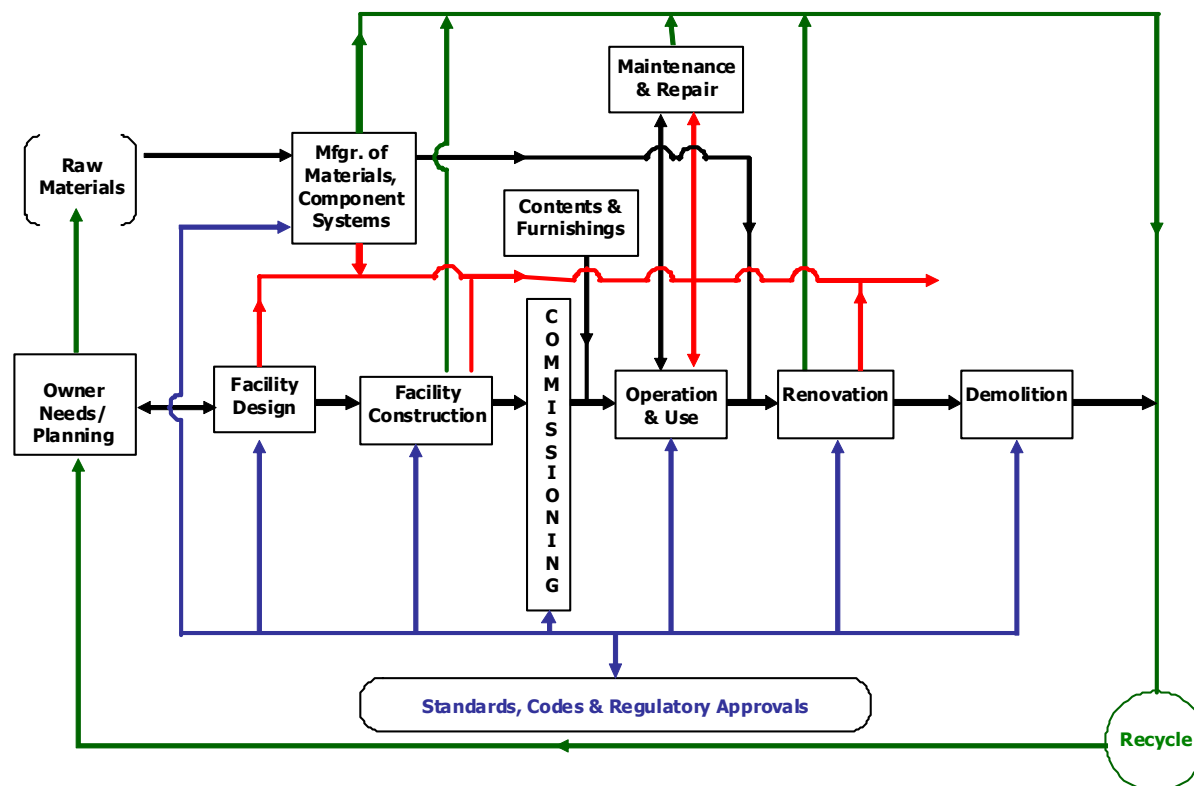 Maintenance
& Repair
Raw
Materials
Mfgr. of
Materials,
Component
Systems
Contents &
Furnishings
COMMISSIONING
Owner
Needs/
Planning
Facility
Design
Facility
Construction
Operation
& Use
Renovation
Demolition
Standards, Codes & Regulatory Approvals
Recycle